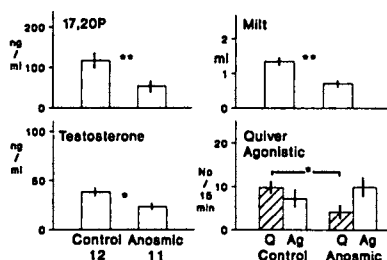 17,20P
ng
/
ml
200
100
0
**
Milt
ml
2
1
0
**
Testosterone
ng
/
ml
100
50
0
*
Control Anosmic
12 11
Quiver
Agonistic
No
/
15
min
20
10
0
*
Q Ag Q Ag
Control Anosmic